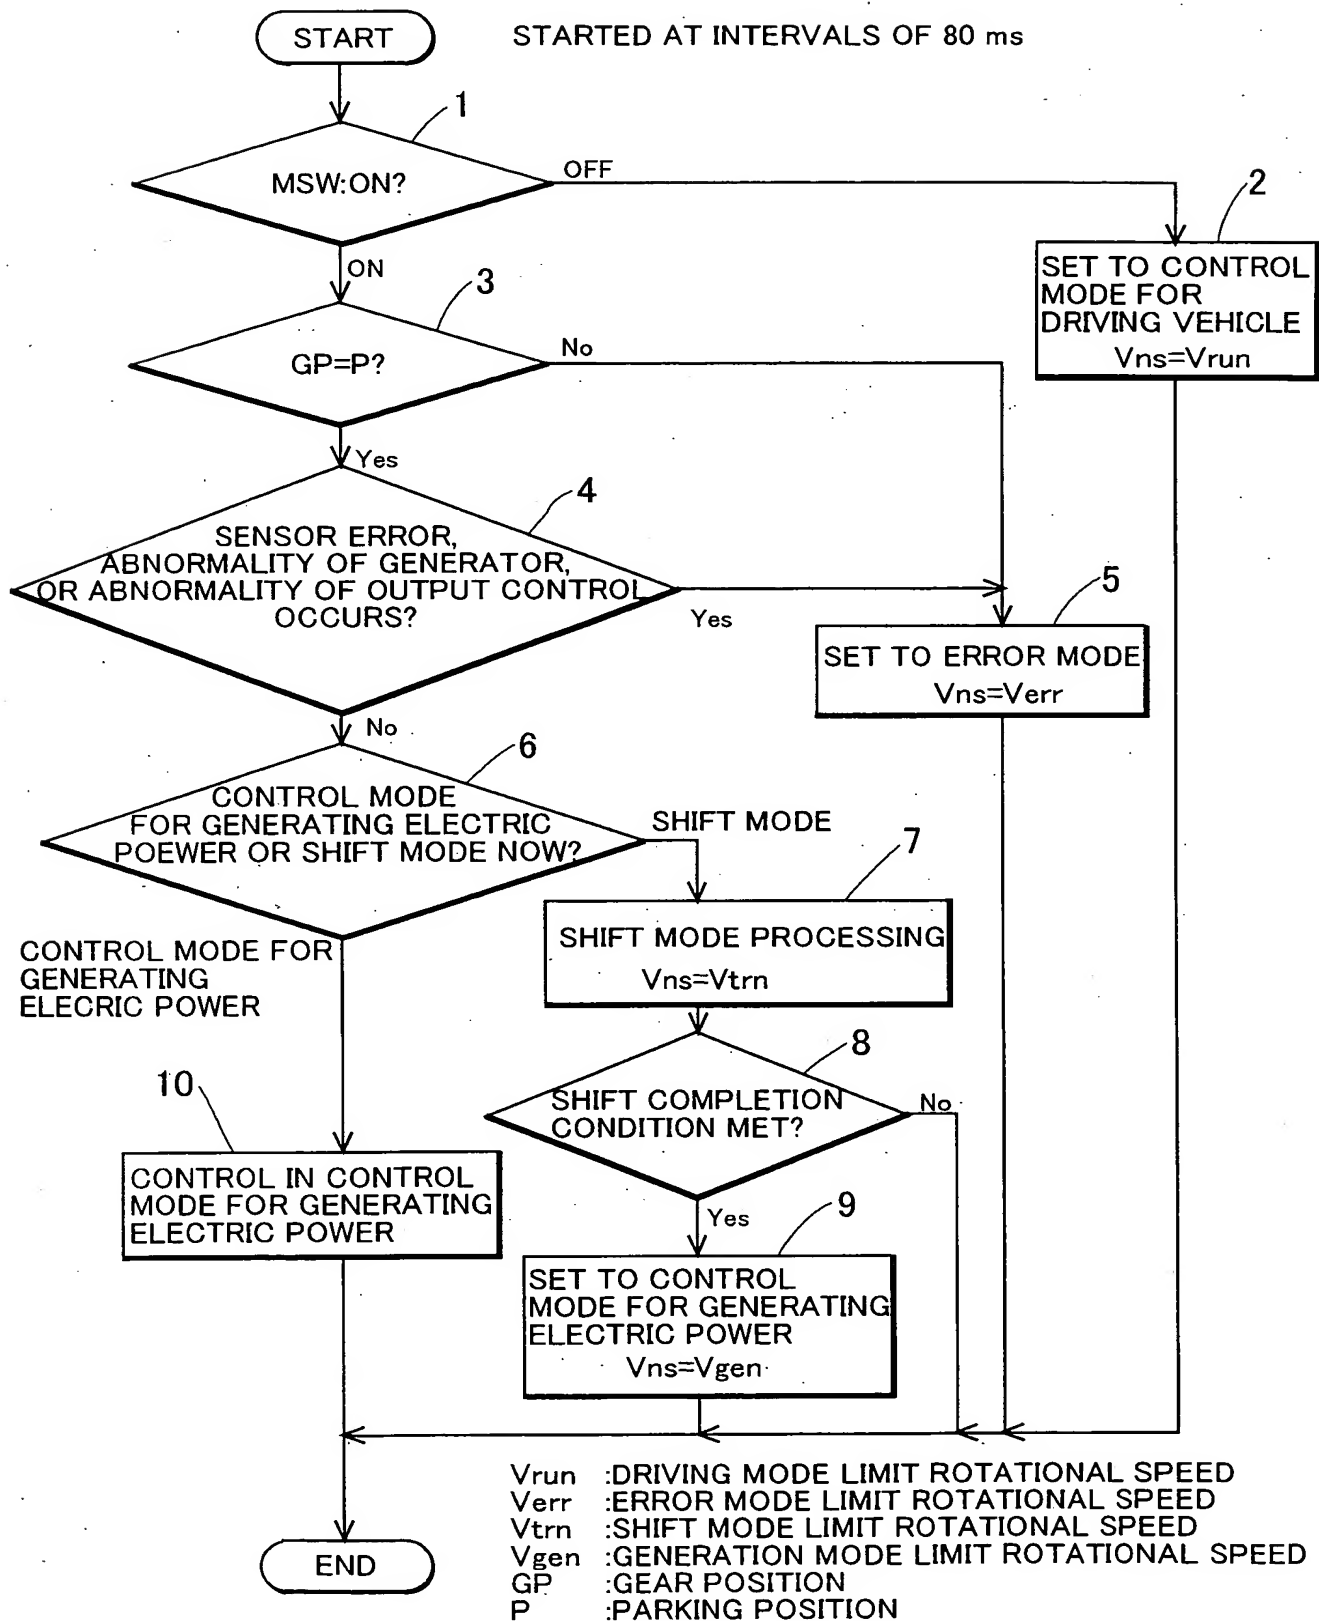 START
STARTED AT INTERVALS OF 80 ms
1
MSW:ON?
OFF
2
SET TO CONTROL
MODE FOR
DRIVING VEHICLE
Vns=Vrun
ON
3
GP=P?
No
Yes
4
SENSOR ERROR,
ABNORMALITY OF GENERATOR,
OR ABNORMALITY OF OUTPUT CONTROL
OCCURS?
Yes
5
SET TO ERROR MODE
Vns=Verr
No
6
CONTROL MODE
FOR GENERATING ELECTRIC
POEWER OR SHIFT MODE NOW?
SHIFT MODE
7
SHIFT MODE PROCESSING
Vns=Vtrn
CONTROL MODE FOR
GENERATING
ELECRIC POWER
8
SHIFT COMPLETION
CONDITION MET?
No
10
CONTROL IN CONTROL
MODE FOR GENERATING
ELECTRIC POWER
Yes
9
SET TO CONTROL
MODE FOR GENERATING
ELECTRIC POWER
Vns=Vgen
Vrun :DRIVING MODE LIMIT ROTATIONAL SPEED
Verr :ERROR MODE LIMIT ROTATIONAL SPEED
Vtrn :SHIFT MODE LIMIT ROTATIONAL SPEED
Vgen :GENERATION MODE LIMIT ROTATIONAL SPEED
GP :GEAR POSITION
P :PARKING POSITION
END